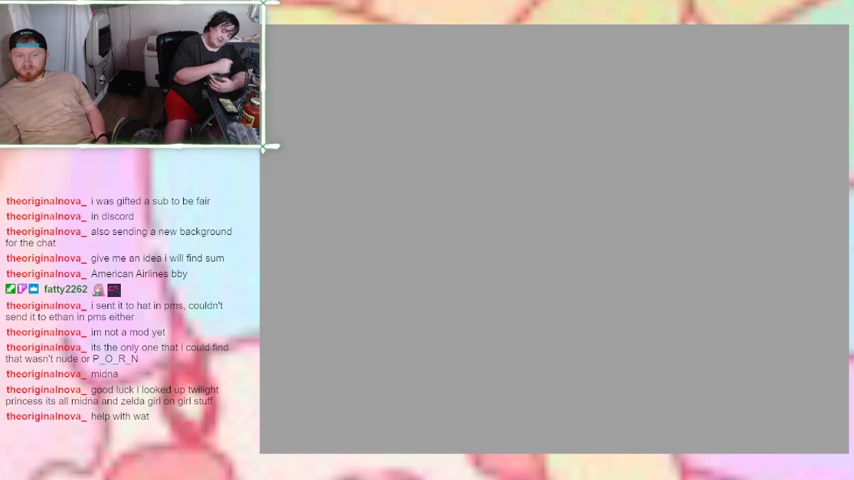 theoriginalnova_ i was gifted a sub to be fair
theoriginalnova_ in discord
theoriginalnova_ also sending a new background
for the chat
theoriginalnova_ give me an idea i will find sum
theoriginalnova_ American Airlines bby
fatty2262
theoriginalnova_ i sent it to hat in pms, couldn't
send it to ethan in pms either
theoriginalnova_ im not a mod yet
theoriginalnova_ its the only one that i could find
that wasn't nude or P_O_R_N
theoriginalnova_ midna
theoriginalnova_ good luck i looked up twilight
princess its all midna and zelda girl on girl stuff
theoriginalnova_ help with wat